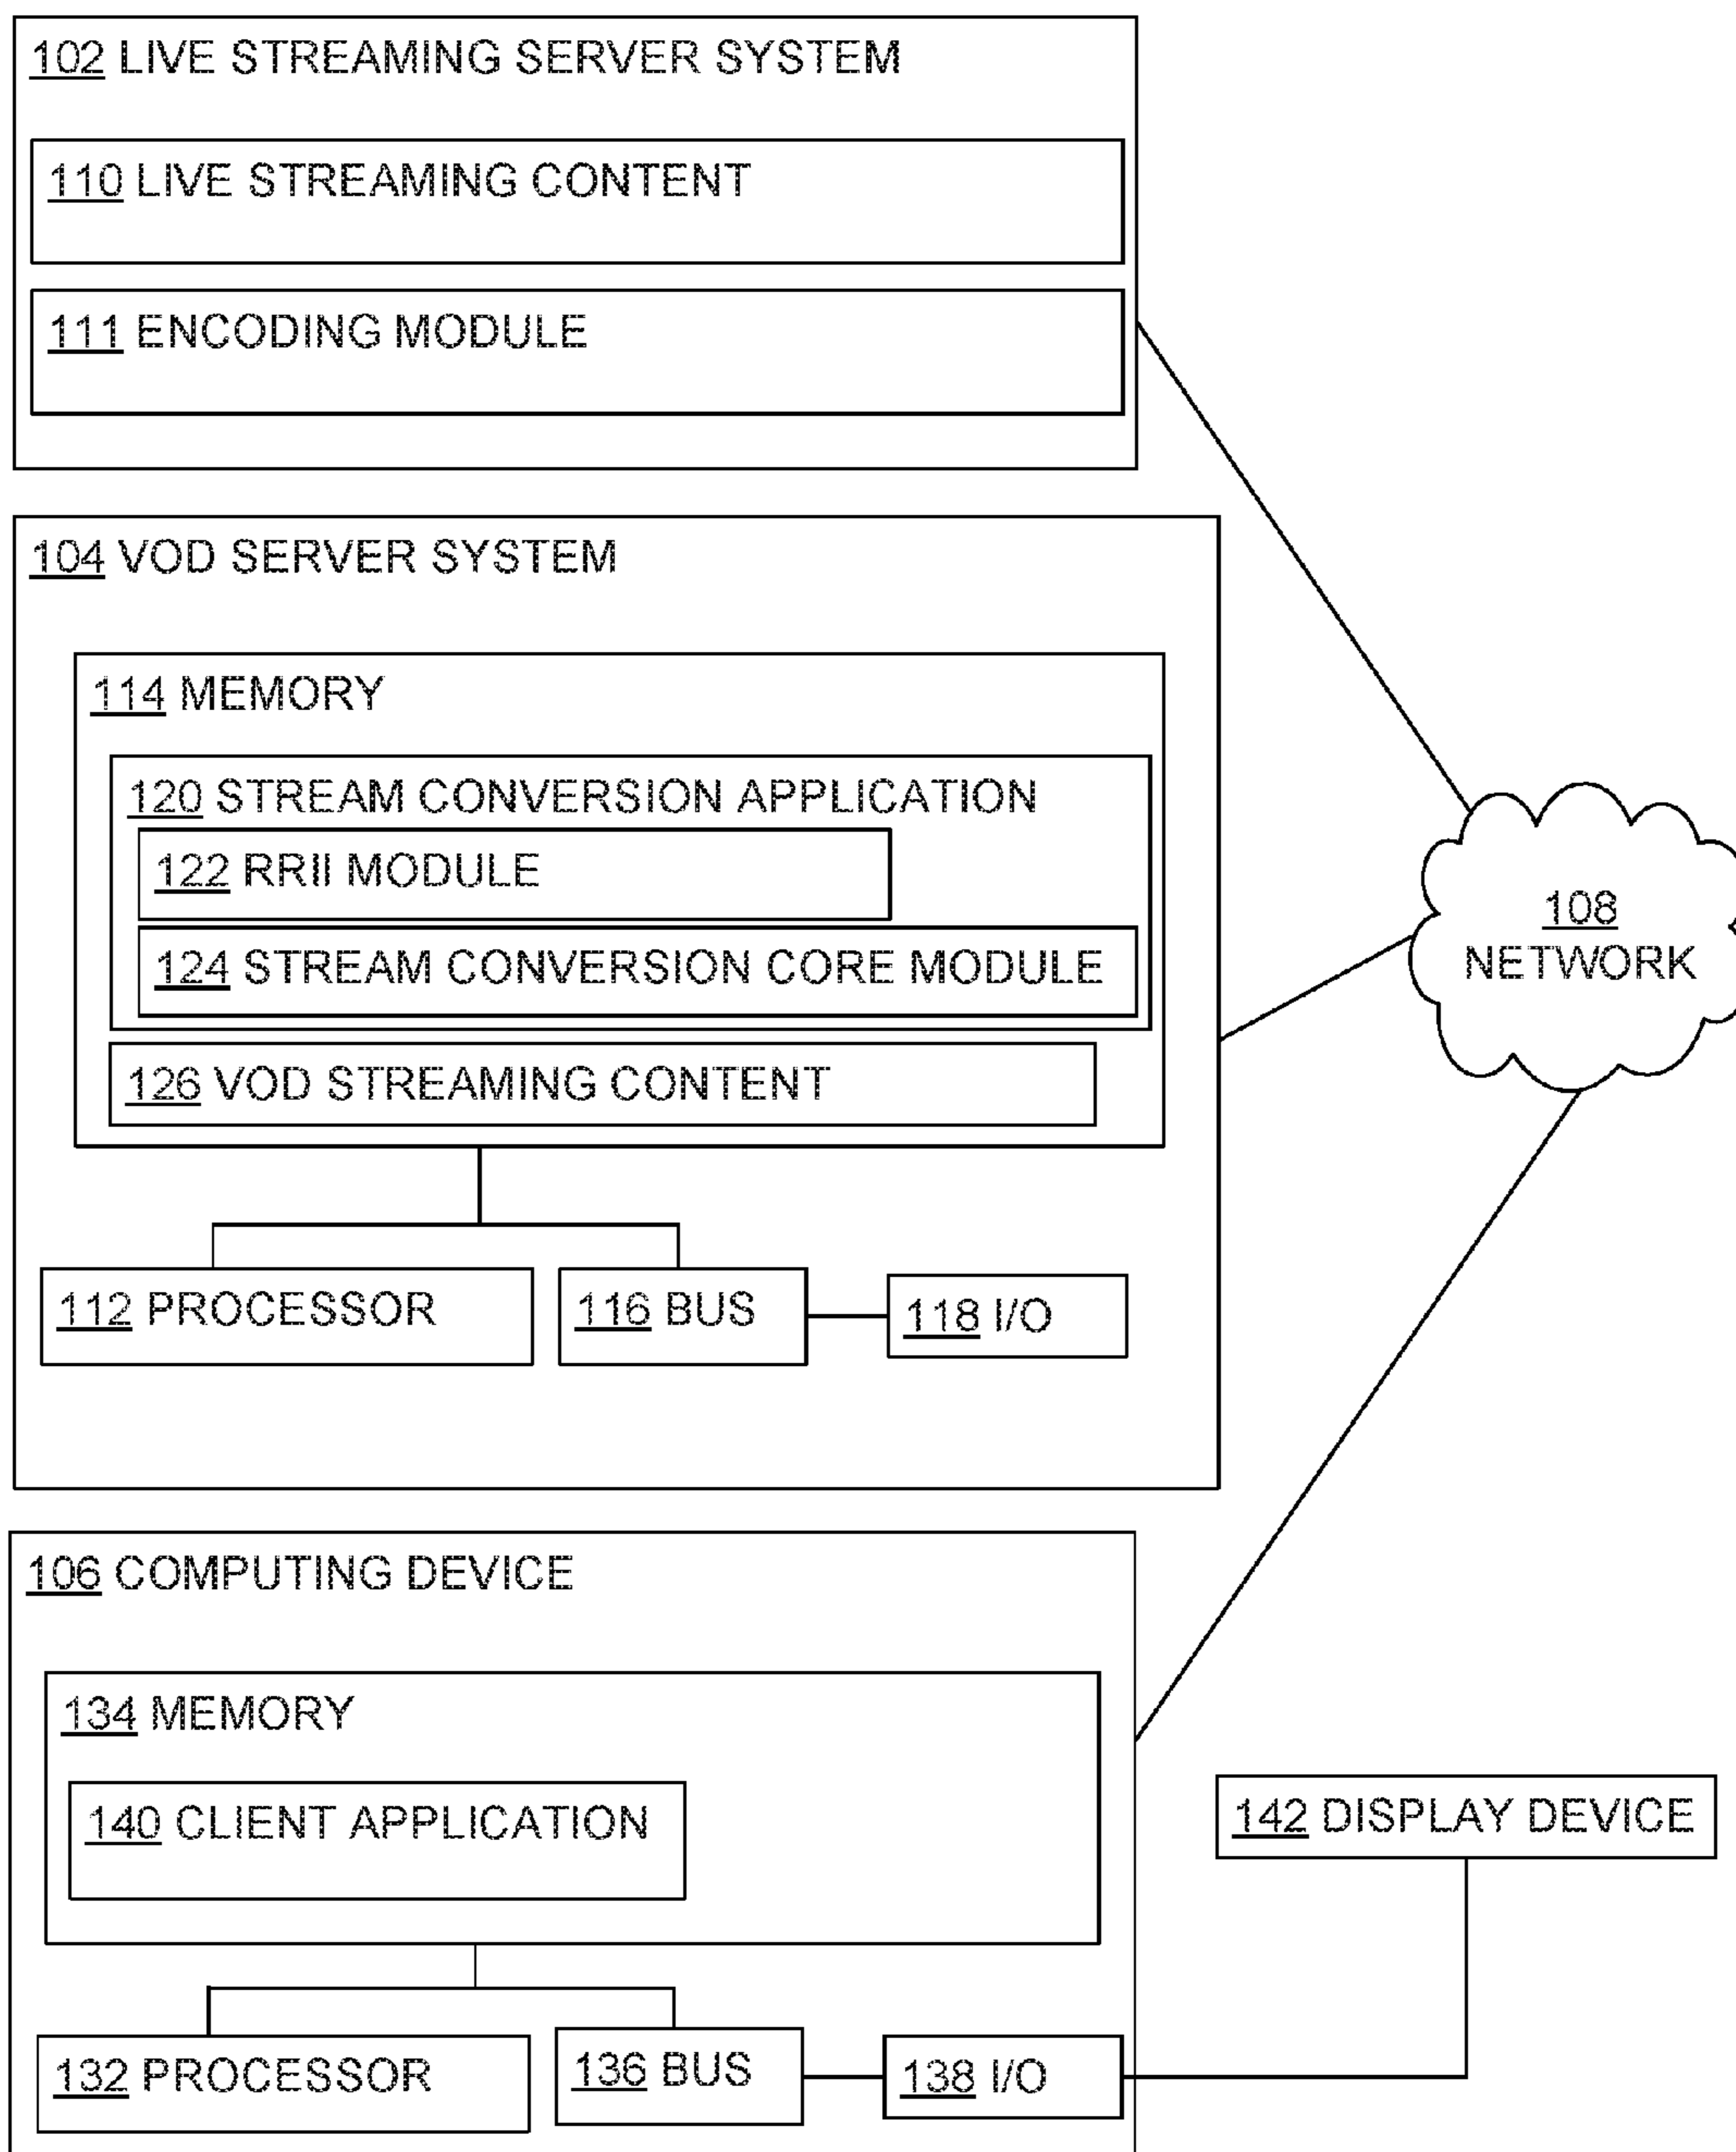 102 LIVE STREAMING SERVER SYSTEM
110 LIVE STREAMING CONTENT
111 ENCODING MODULE
104 VOD SERVER SYSTEM
114 MEMORY
120 STREAM CONVERSION APPLICATION
122 RRII MODULE
124 STREAM CONVERSION CORE MODULE
126 VOD STREAMING CONTENT
112 PROCESSOR
116 BUS
118 I/O
108
NETWORK
106 COMPUTING DEVICE
134 MEMORY
140 CLIENT APPLICATION
142 DISPLAY DEVICE
132 PROCESSOR
136 BUS
138 I/O